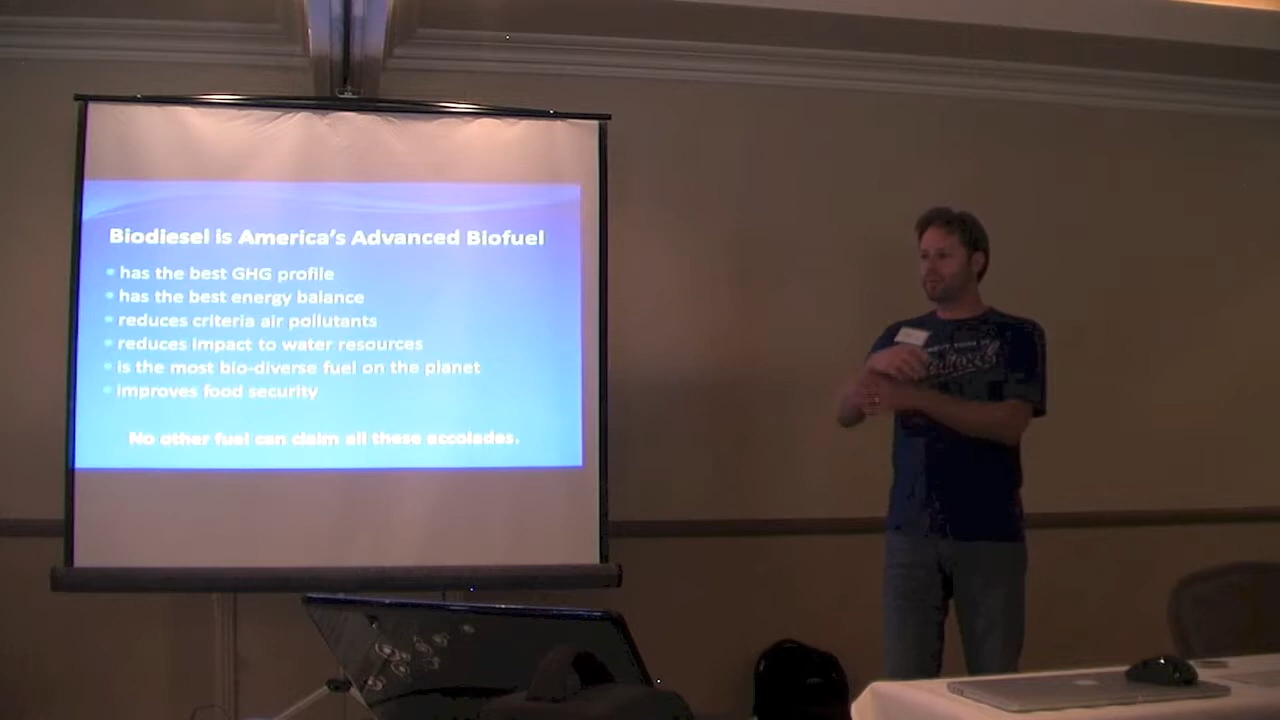 Biodiesel is America's Advanced Biofuel
has the best GHG profile
has the best energy balance
reduces criteria air pollutants
reduces impact to water resources
is the most bio-diverse fuel on the planet
improves food security
No other fuel can claim all these accolades.